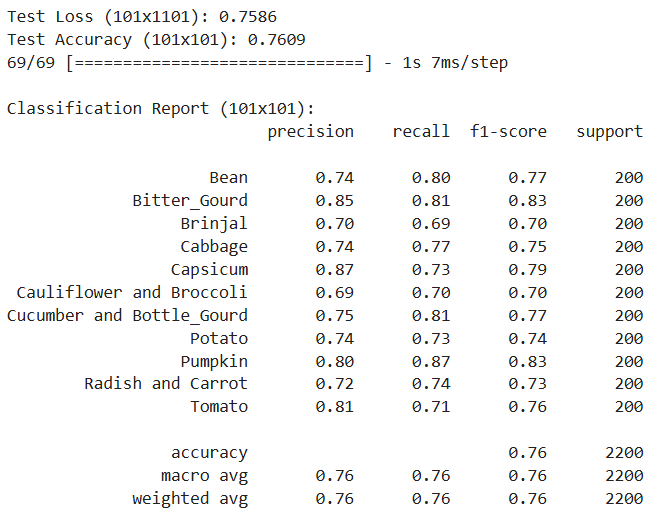 Test Loss (101x1101): 0.7586
Test Accuracy (101x101): 0.7609
69/69 [==============================] - 1s 7ms/step
Classification Report (101x101):
precision recall f1-score support
Bean 0.74 0.80 0.77 200
Bitter_Gourd 0.85 0.81 0.83 200
Brinjal 0.70 0.69 0.70 200
Cabbage 0.74 0.77 0.75 200
Capsicum 0.87 0.73 0.79 200
Cauliflower and Broccoli 0.69 0.70 0.70 200
Cucumber and Bottle_Gourd 0.75 0.81 0.77 200
Potato 0.74 0.73 0.74 200
Pumpkin 0.80 0.87 0.83 200
Radish and Carrot 0.72 0.74 0.73 200
Tomato 0.81 0.71 0.76 200
accuracy 0.76 2200
macro avg 0.76 0.76 0.76 2200
weighted avg 0.76 0.76 0.76 2200